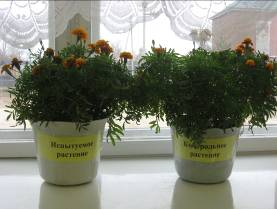 Испытуемое
растение
Контрольное
растение